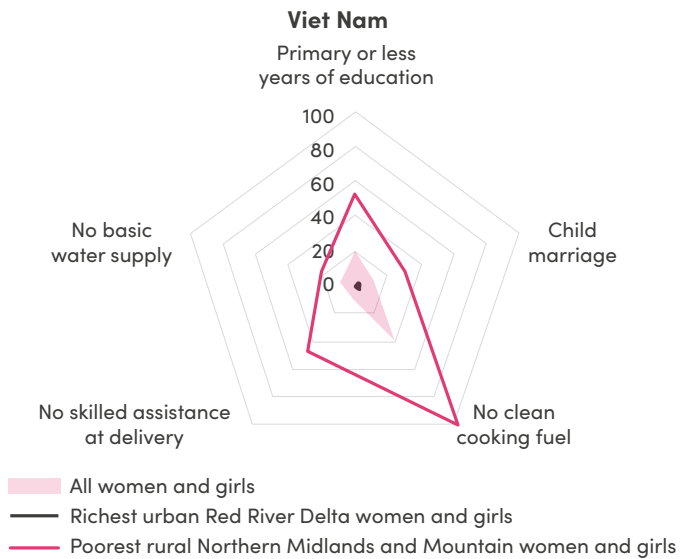 Viet Nam
Primary or less
years of education
100
80
60
40
20
0
No basic
water supply
Child
marriage
No skilled assistance
at delivery
No clean
cooking fuel
All women and girls
Richest urban Red River Delta women and girls
Poorest rural Northern Midlands and Mountain women and girls